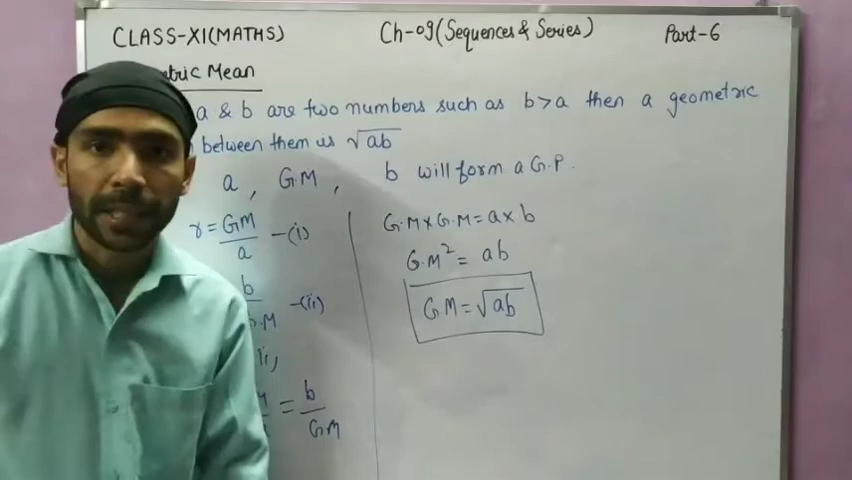 CLASS-XI(MATHS) Ch-09(Sequences & Series) Part-6
tric Mean
a & b are two numbers such as b>a then a geometric
between them is √ab
a, G.M, b will form a G.P.
r = GM/a -(i)
b/G.M -(ii)
ii,
= b/GM
G.M×G.M = a×b
G.M² = ab
GM = √ab